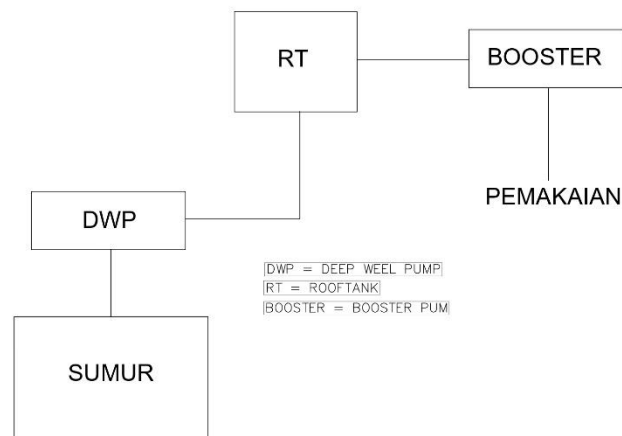 RT
BOOSTER
PEMAKAIAN
DWP
DWP = DEEP WEEL PUMP
RT = ROOFTANK
BOOSTER = BOOSTER PUM
SUMUR